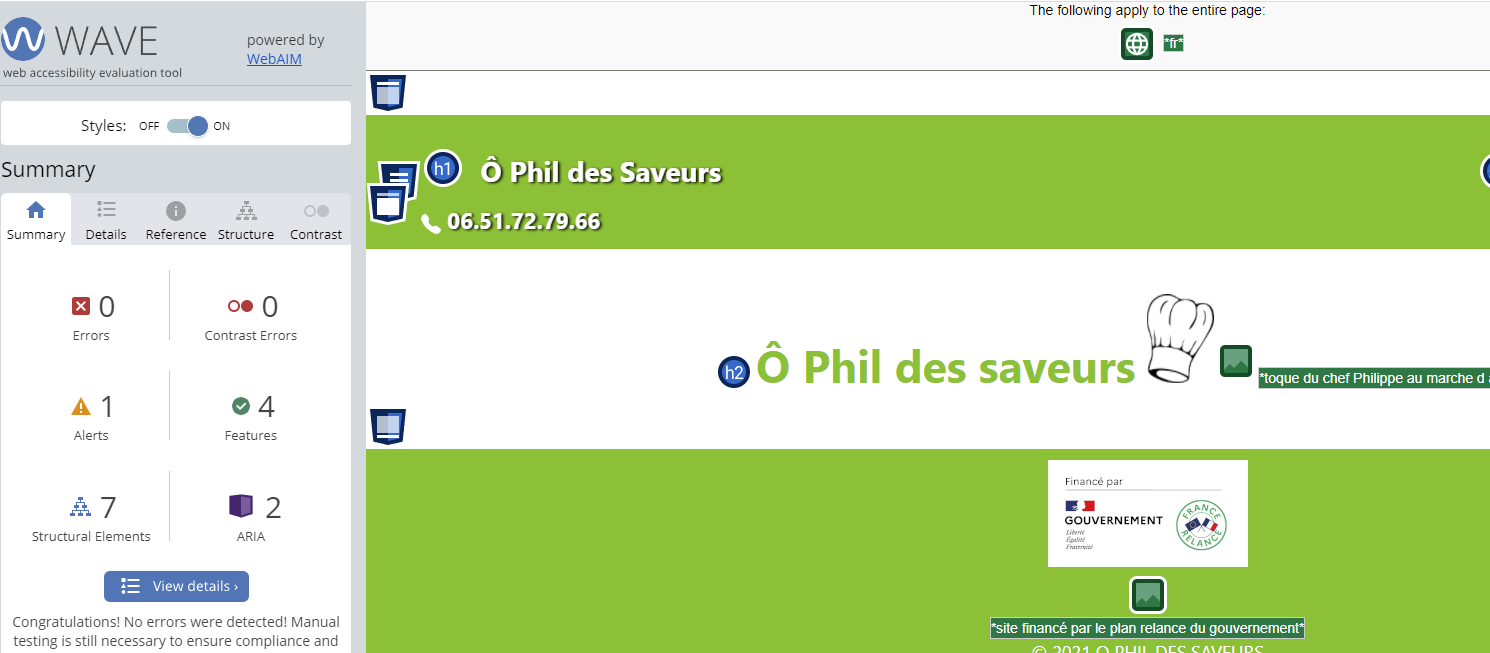 WAVE
web accessibility evaluation tool
powered by
WebAIM
Styles: OFF ON
Summary
Summary Details Reference Structure Contrast
0
Errors
0
Contrast Errors
1
Alerts
4
Features
7
Structural Elements
2
ARIA
View details ›
Congratulations! No errors were detected! Manual
testing is still necessary to ensure compliance and
The following apply to the entire page:
*fr*
h1 Ô Phil des Saveurs
06.51.72.79.66
h2 Ô Phil des saveurs
*toque du chef Philippe au marche d a
Financé par
GOUVERNEMENT
Liberté
Égalité
Fraternité
FRANCE
RELANCE
*site financé par le plan relance du gouvernement*
© 2021 O PHIL DES SAVEURS